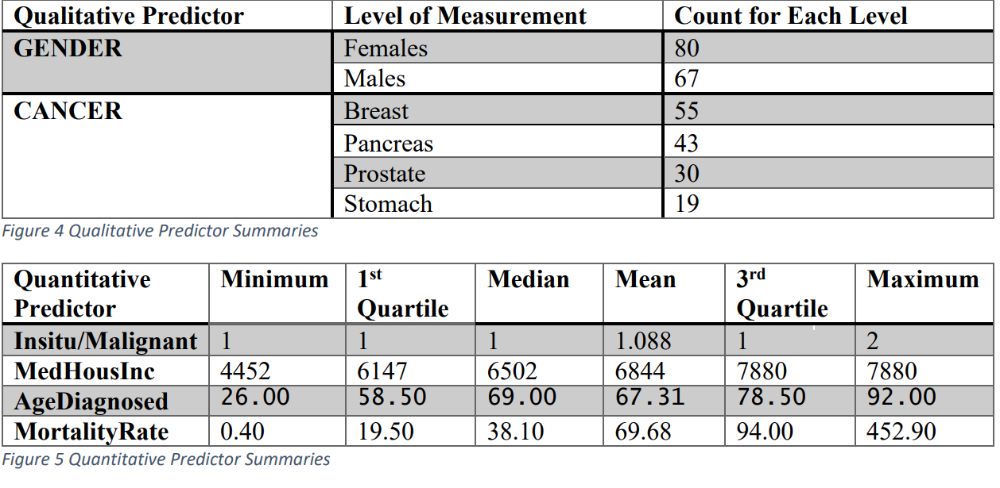 Qualitative Predictor Level of Measurement Count for Each Level
GENDER Females 80
Males 67
CANCER Breast 55
Pancreas 43
Prostate 30
Stomach 19
Figure 4 Qualitative Predictor Summaries
Quantitative Predictor Minimum 1st Quartile Median Mean 3rd Quartile Maximum
Insitu/Malignant 1 1 1 1.088 1 2
MedHousInc 4452 6147 6502 6844 7880 7880
AgeDiagnosed 26.00 58.50 69.00 67.31 78.50 92.00
MortalityRate 0.40 19.50 38.10 69.68 94.00 452.90
Figure 5 Quantitative Predictor Summaries